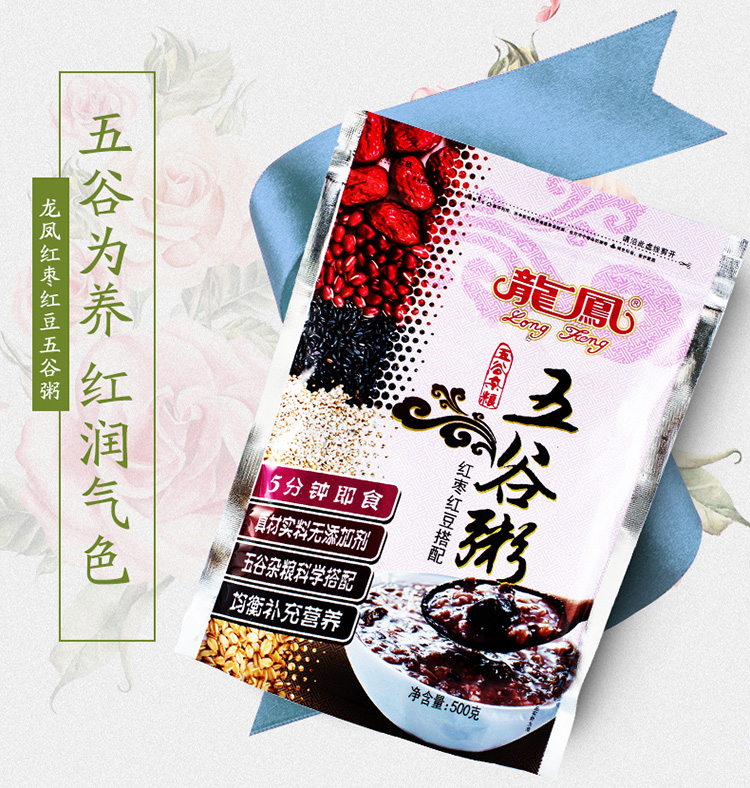 五谷为养 红润气色
龙凤红枣红豆五谷粥
请沿此虚线剪开
龍鳳®
Long Feng
五谷杂粮
五谷粥
红枣红豆搭配
5分钟即食
真材实料无添加剂
五谷杂粮科学搭配
均衡补充营养
净含量:500克